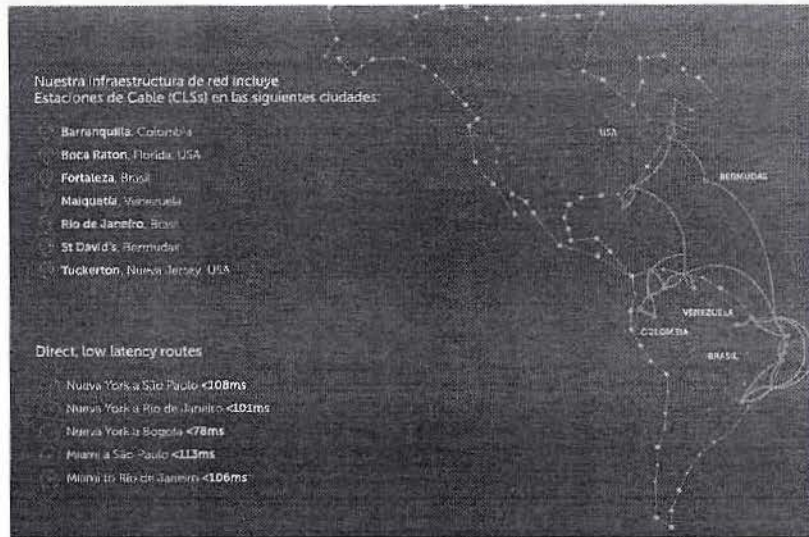 Nuestra infraestructura de red incluye
Estaciones de Cable (CLSs) en las siguientes ciudades:
Barranquilla, Colombia
Boca Raton, Florida, USA
Fortaleza, Brasil
Maiquetía, Venezuela
Rio de Janeiro, Brasil
St David's, Bermudas
Tuckerton, Nueva Jersey, USA
Direct, low latency routes
Nueva York a São Paulo <108ms
Nueva York a Rio de Janeiro <101ms
Nueva York a Bogota <78ms
Miami a São Paulo <113ms
Miami to Rio de Janeiro <106ms
USA
BERMUDAS
VENEZUELA
COLOMBIA
BRASIL